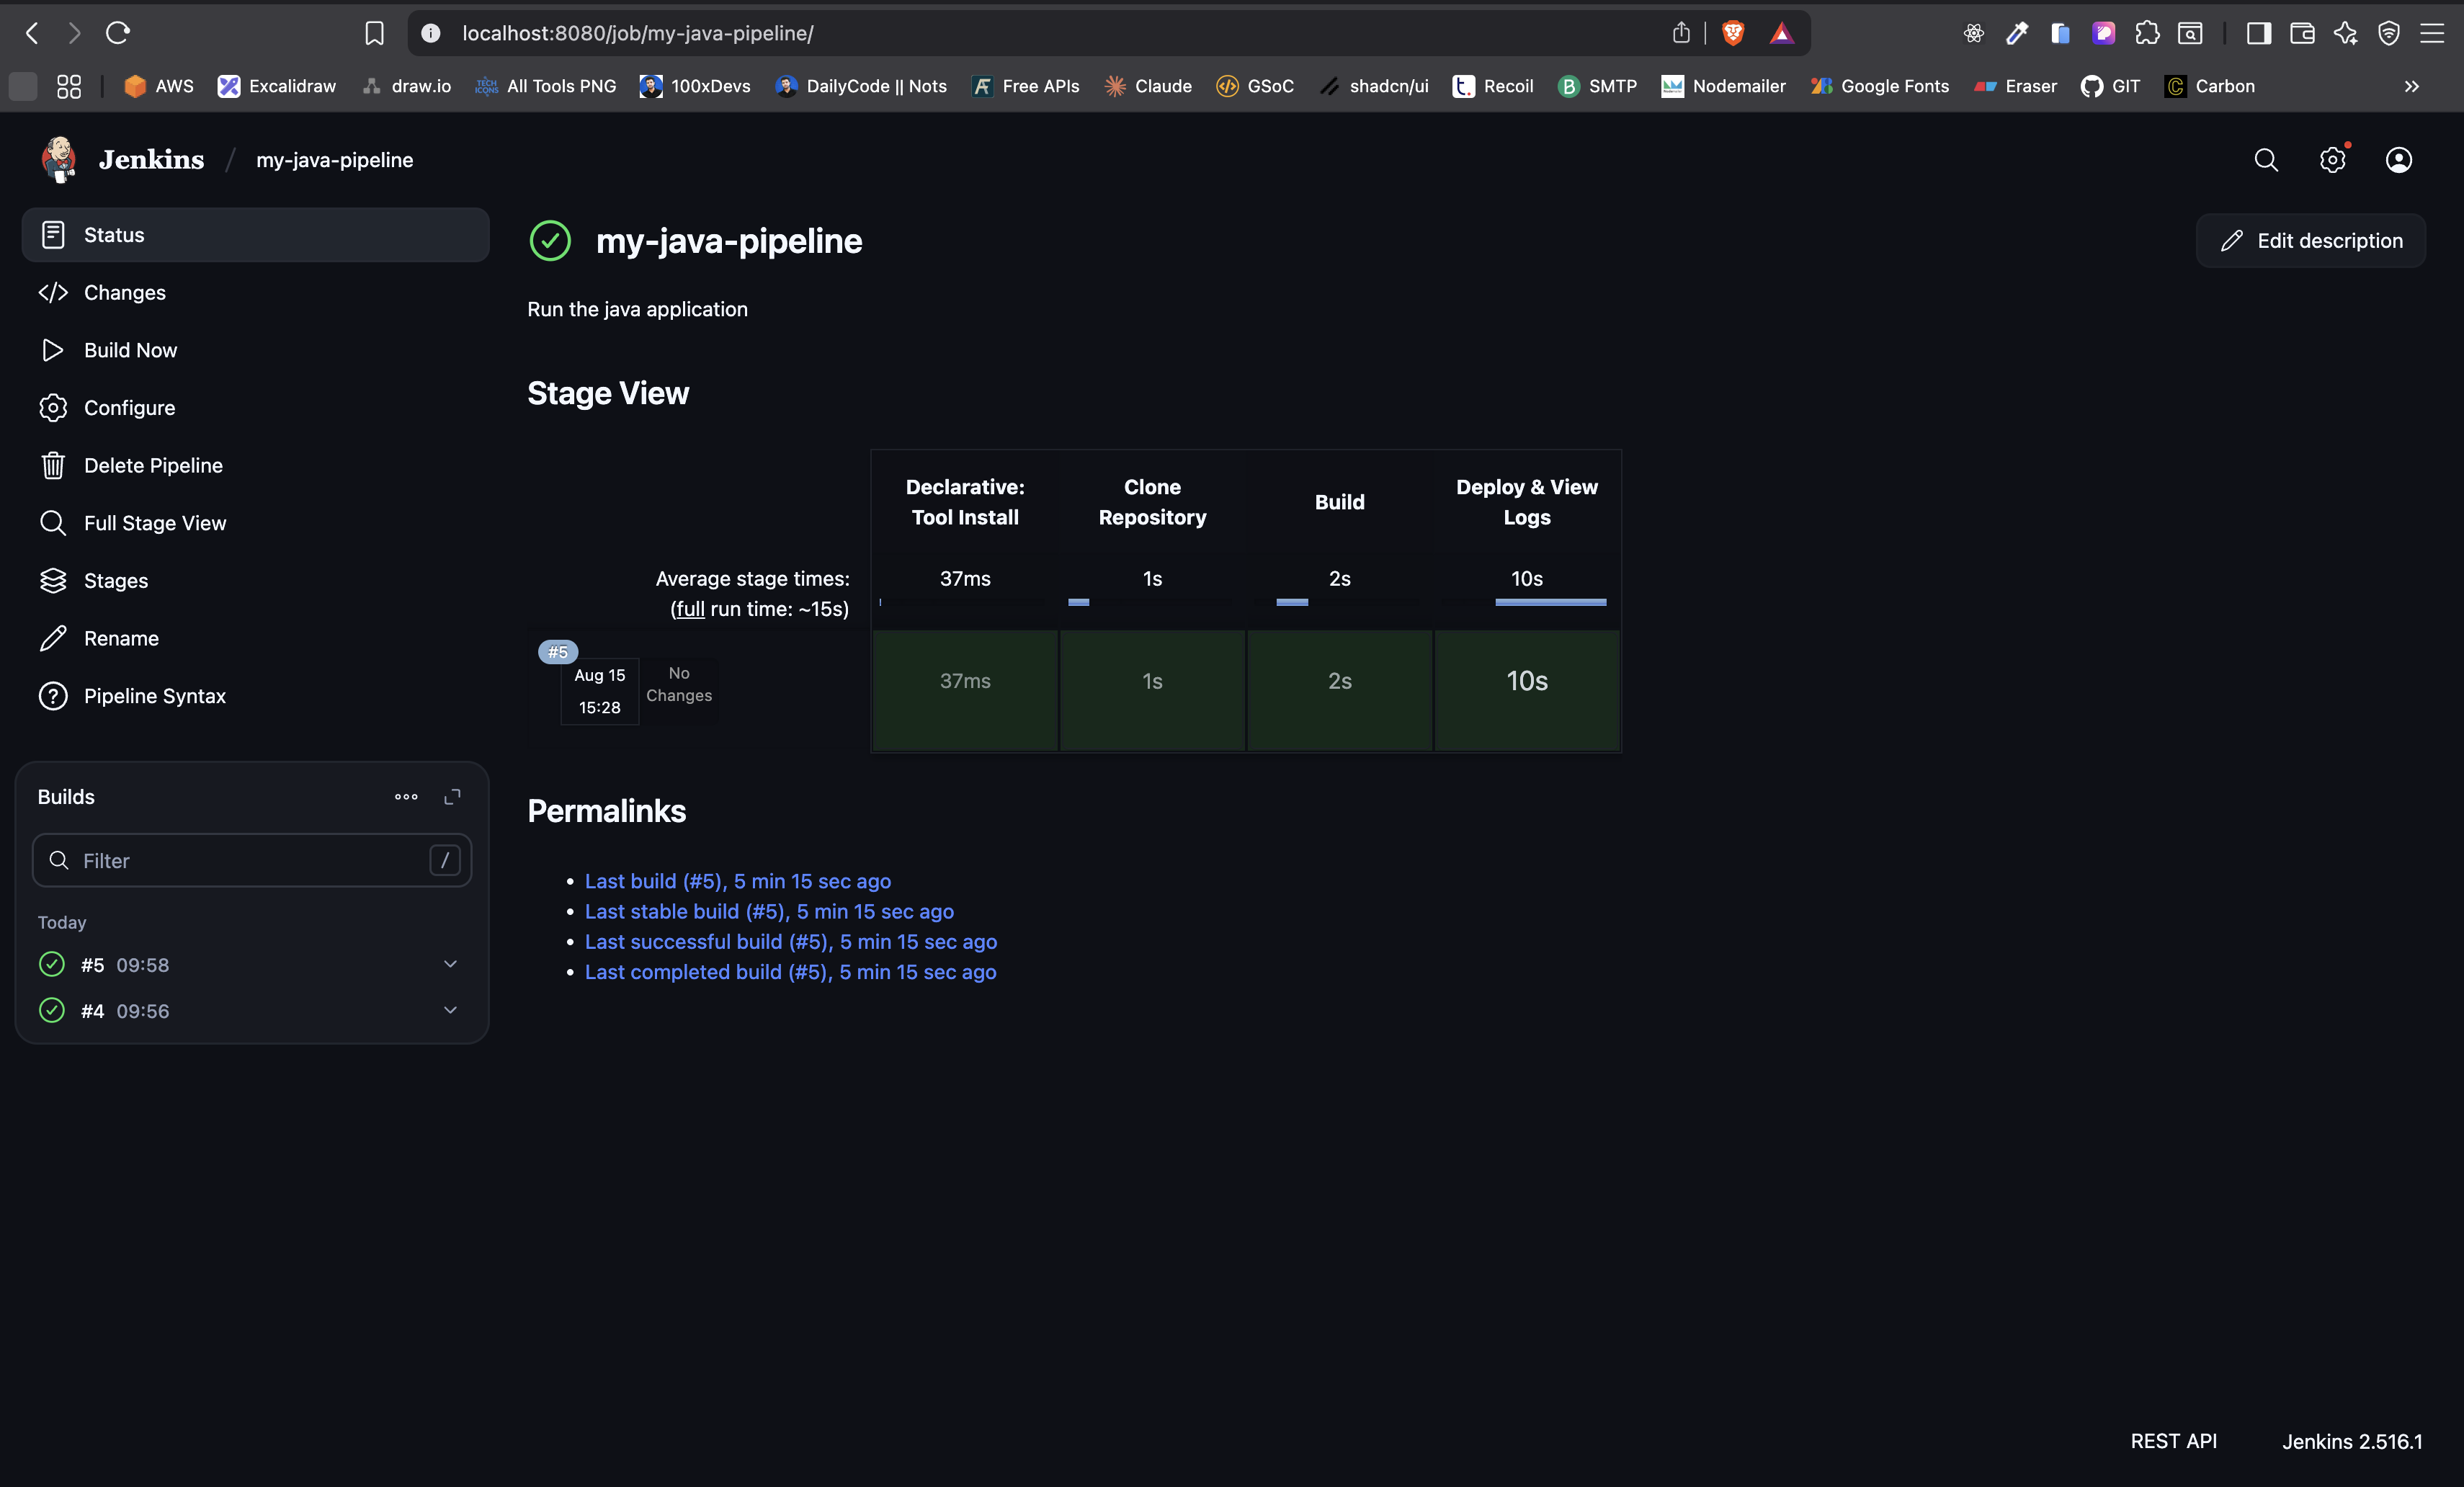 localhost:8080/job/my-java-pipeline/
AWS
Excalidraw
draw.io
TECH ICONS
All Tools PNG
100xDevs
DailyCode || Nots
Free APIs
Claude
GSoC
shadcn/ui
Recoil
SMTP
Nodemailer
Google Fonts
Eraser
GIT
Carbon
Jenkins / my-java-pipeline
Status
Changes
Build Now
Configure
Delete Pipeline
Full Stage View
Stages
Rename
Pipeline Syntax
Builds
Filter /
Today
#5 09:58
#4 09:56
my-java-pipeline
Edit description
Run the java application
Stage View
Declarative:
Tool Install
Clone
Repository
Build
Deploy & View
Logs
Average stage times:
(full run time: ~15s)
37ms
1s
2s
10s
#5
Aug 15
15:28
No
Changes
37ms
1s
2s
10s
Permalinks
Last build (#5), 5 min 15 sec ago
Last stable build (#5), 5 min 15 sec ago
Last successful build (#5), 5 min 15 sec ago
Last completed build (#5), 5 min 15 sec ago
REST API
Jenkins 2.516.1